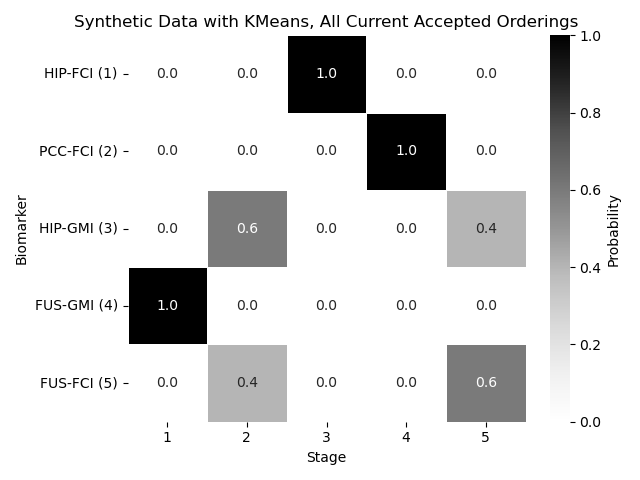 Synthetic Data with KMeans, All Current Accepted Orderings
HIP-FCI (1) 0.0 0.0 1.0 0.0 0.0
PCC-FCI (2) 0.0 0.0 0.0 1.0 0.0
HIP-GMI (3) 0.0 0.6 0.0 0.0 0.4
FUS-GMI (4) 1.0 0.0 0.0 0.0 0.0
FUS-FCI (5) 0.0 0.4 0.0 0.0 0.6
1 2 3 4 5
Stage
Biomarker
1.0
0.8
0.6
0.4
0.2
0.0
Probability